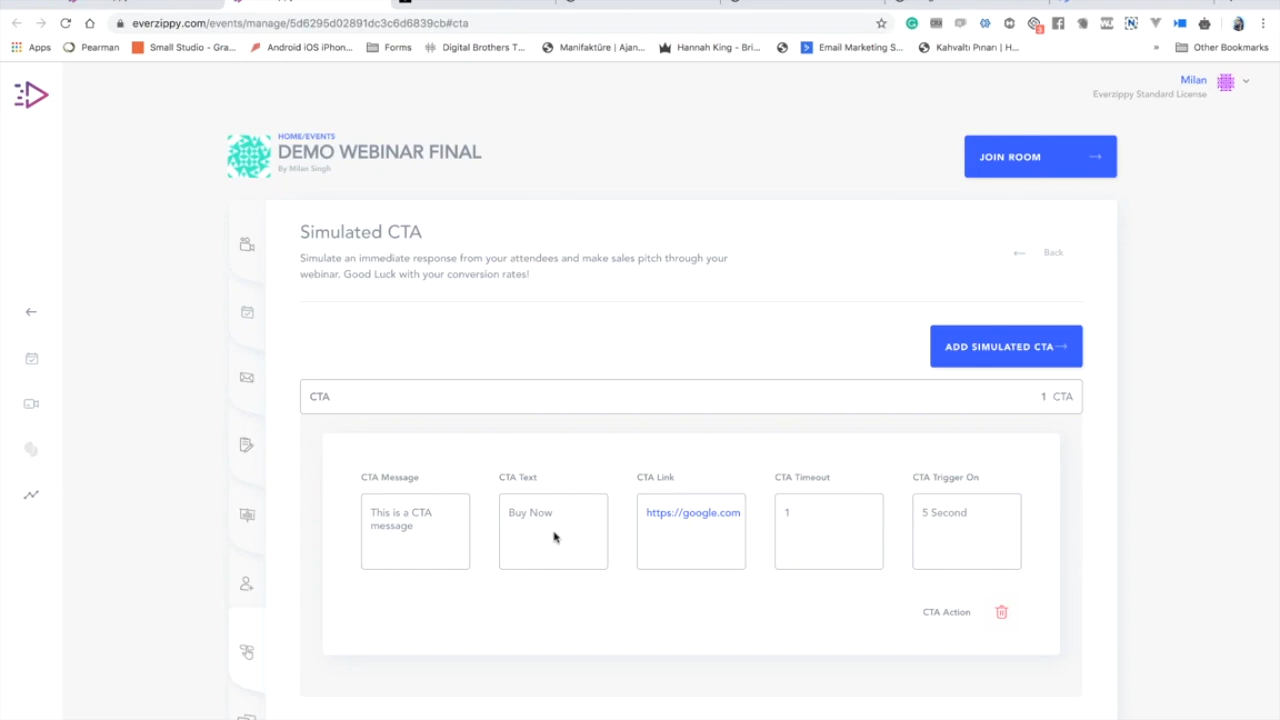 everzippy.com/events/manage/5d6295d02891dc3c6d6839cb#cta
3
Apps
Pearman
Small Studio - Gra...
Android iOS iPhon...
Forms
Digital Brothers T...
Manifaktüre | Ajan...
Hannah King - Bri...
Email Marketing S...
Kahvaltı Pınarı | H...
»
Other Bookmarks
Milan
Everzippy Standard License
HOME/EVENTS
DEMO WEBINAR FINAL
By Milan Singh
JOIN ROOM
Simulated CTA
Simulate an immediate response from your attendees and make sales pitch through your
webinar. Good Luck with your conversion rates!
Back
ADD SIMULATED CTA
CTA
1 CTA
CTA Message
CTA Text
CTA Link
CTA Timeout
CTA Trigger On
This is a CTA
message
Buy Now
https://google.com
1
5 Second
CTA Action